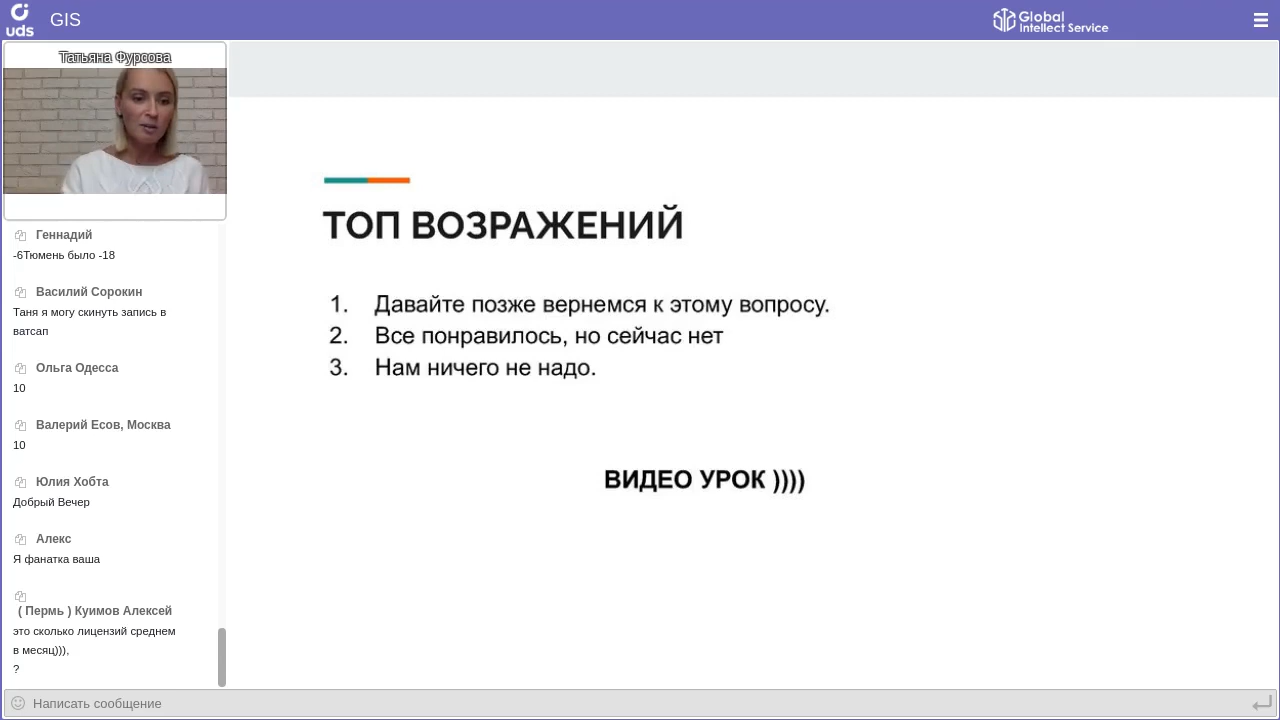 uds
GIS
Global
Intellect Service
Татьяна Фурсова
Геннадий
-6Тюмень было -18
Василий Сорокин
Таня я могу скинуть запись в
ватсап
Ольга Одесса
10
Валерий Есов, Москва
10
Юлия Хобта
Добрый Вечер
Алекс
Я фанатка ваша
( Пермь ) Куимов Алексей
это сколько лицензий среднем
в месяц))),
?
ТОП ВОЗРАЖЕНИЙ
1. Давайте позже вернемся к этому вопросу.
2. Все понравилось, но сейчас нет
3. Нам ничего не надо.
ВИДЕО УРОК ))))
Написать сообщение